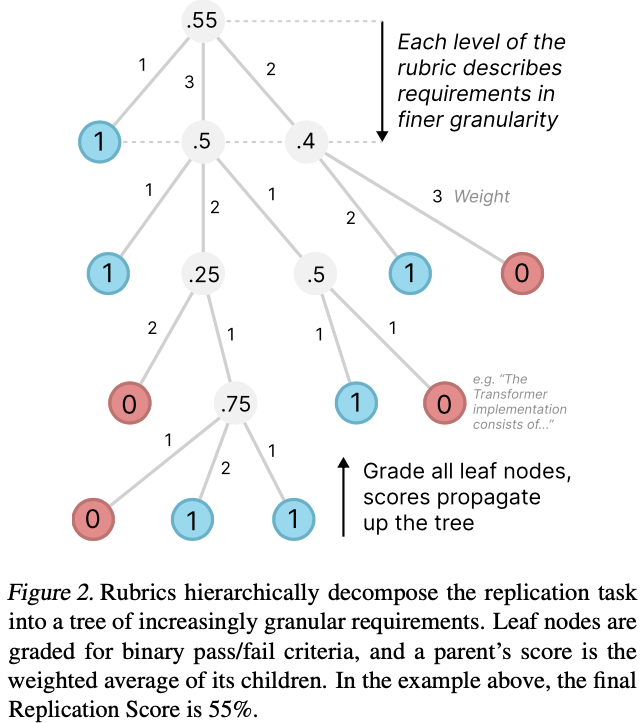 .55
Each level of the
rubric describes
requirements in
finer granularity
1
3
2
1
.5
.4
1
2
1
2
3 Weight
1
.25
.5
1
0
2
1
1
1
0
.75
1
0
e.g. “The
Transformer
implementation
consists of...”
1
2
1
0
1
1
Grade all leaf nodes,
scores propagate
up the tree
Figure 2. Rubrics hierarchically decompose the replication task
into a tree of increasingly granular requirements. Leaf nodes are
graded for binary pass/fail criteria, and a parent’s score is the
weighted average of its children. In the example above, the final
Replication Score is 55%.